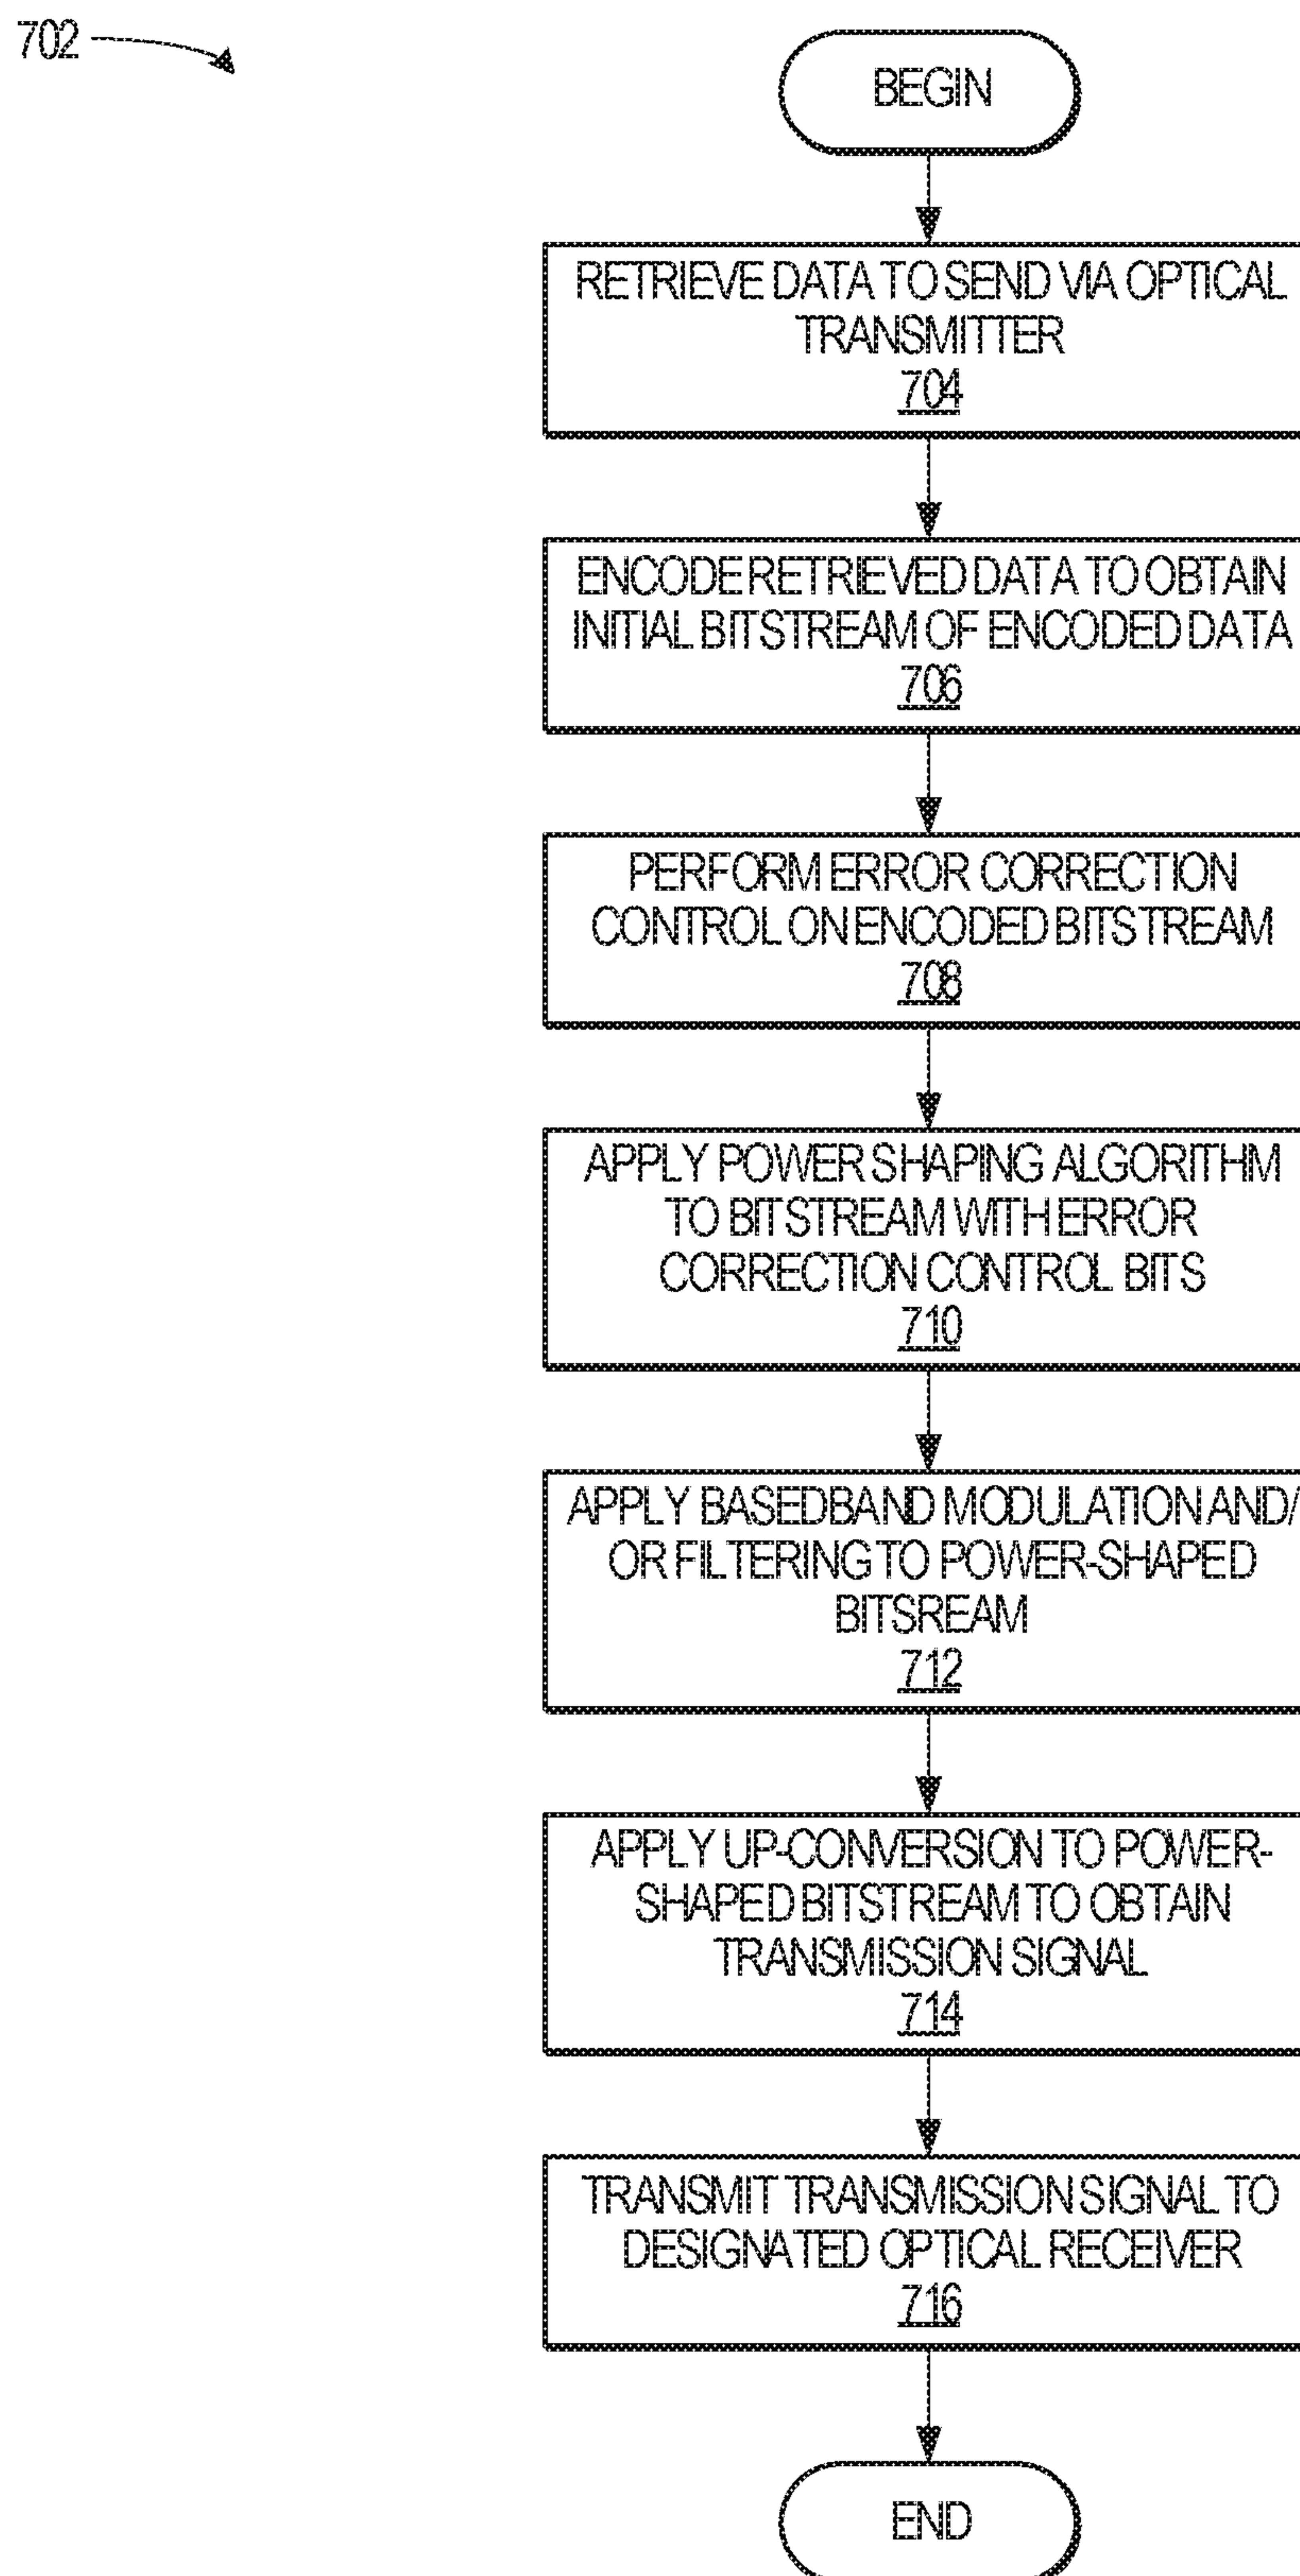 702
BEGIN
RETRIEVE DATA TO SEND VIA OPTICAL
TRANSMITTER
704
ENCODE RETRIEVED DATA TO OBTAIN
INITIAL BITSTREAM OF ENCODED DATA
706
PERFORM ERROR CORRECTION
CONTROL ON ENCODED BITSTREAM
708
APPLY POWER SHAPING ALGORITHM
TO BITSTREAM WITH ERROR
CORRECTION CONTROL BITS
710
APPLY BASEDBAND MODULATION AND/
OR FILTERING TO POWER-SHAPED
BITSREAM
712
APPLY UP-CONVERSION TO POWER-
SHAPED BITSTREAM TO OBTAIN
TRANSMISSION SIGNAL
714
TRANSMIT TRANSMISSION SIGNAL TO
DESIGNATED OPTICAL RECEIVER
716
END